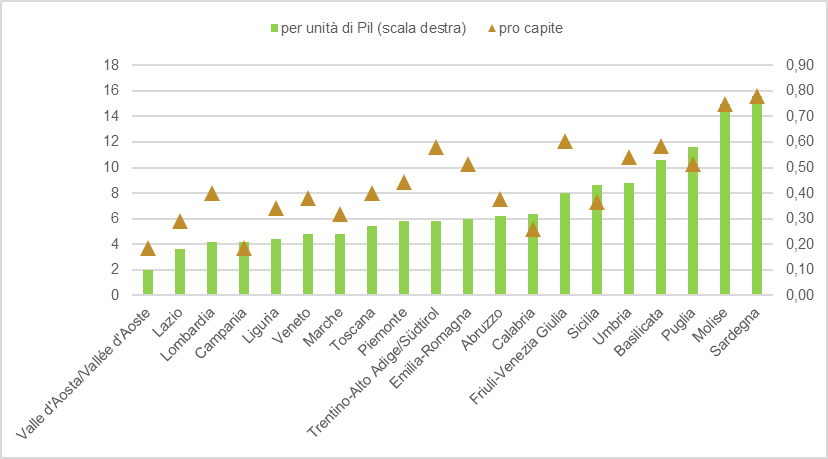 per unità di Pil (scala destra) pro capite
18 0,90
16 0,80
14 0,70
12 0,60
10 0,50
8 0,40
6 0,30
4 0,20
2 0,10
0 0,00
Valle d'Aosta/Vallée d'Aoste
Lazio
Lombardia
Campania
Liguria
Veneto
Marche
Toscana
Piemonte
Trentino-Alto Adige/Südtirol
Emilia-Romagna
Abruzzo
Calabria
Friuli-Venezia Giulia
Sicilia
Umbria
Basilicata
Puglia
Molise
Sardegna